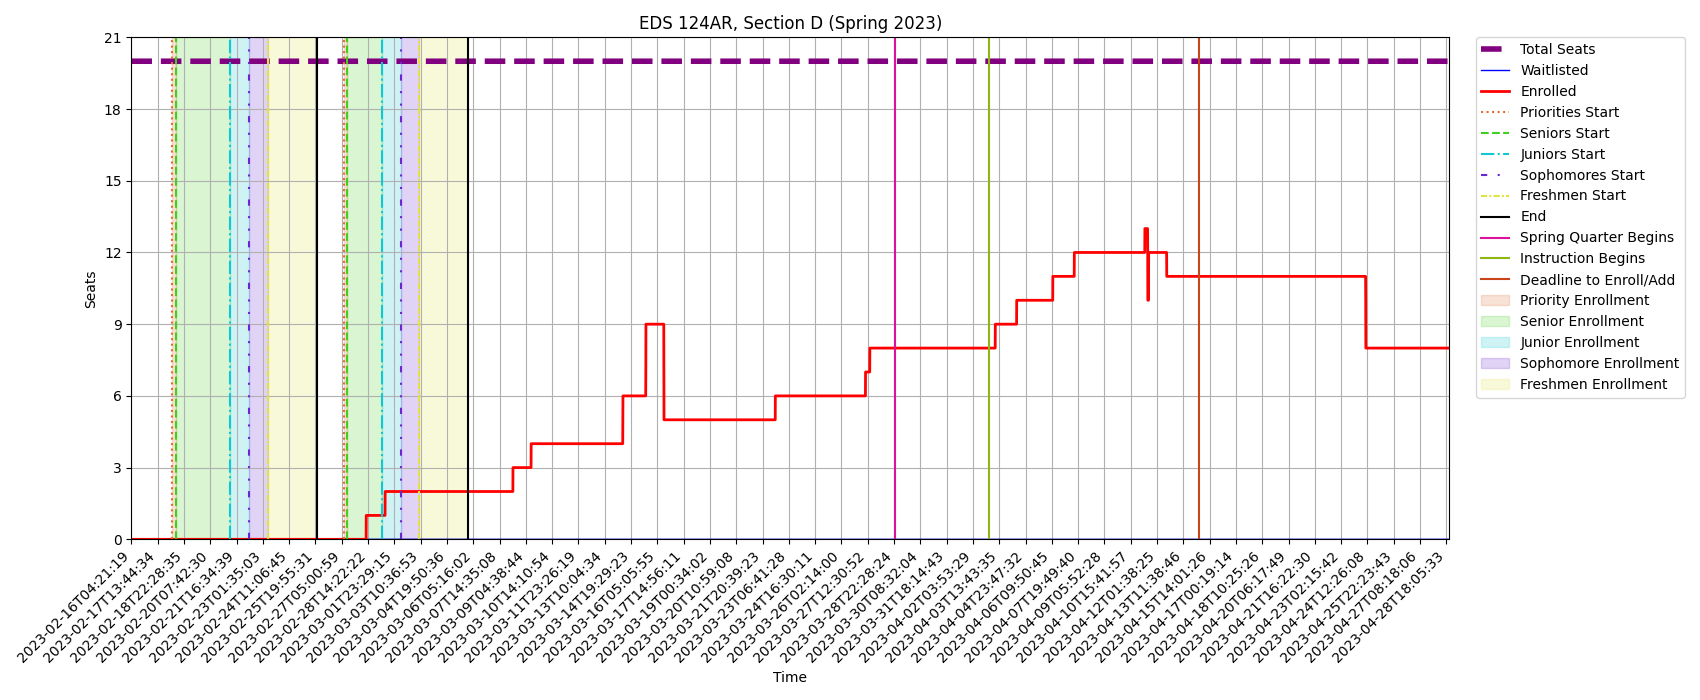 EDS 124AR, Section D (Spring 2023)
Seats
21
18
15
12
9
6
3
0
2023-02-16T04:21:19
2023-02-17T13:44:34
2023-02-18T22:28:35
2023-02-20T07:42:30
2023-02-21T16:34:39
2023-02-23T01:35:03
2023-02-24T11:06:45
2023-02-25T19:55:31
2023-02-27T05:00:59
2023-02-28T14:22:22
2023-03-01T23:29:15
2023-03-03T10:36:53
2023-03-04T19:50:36
2023-03-06T05:16:02
2023-03-07T14:35:08
2023-03-09T04:38:44
2023-03-10T14:10:54
2023-03-11T23:26:19
2023-03-13T10:04:34
2023-03-14T19:29:23
2023-03-16T05:05:55
2023-03-17T14:56:11
2023-03-19T00:34:02
2023-03-20T10:59:08
2023-03-21T20:39:23
2023-03-23T06:41:28
2023-03-24T16:30:11
2023-03-26T02:14:00
2023-03-27T12:30:52
2023-03-28T22:28:24
2023-03-30T08:32:04
2023-03-31T18:14:43
2023-04-02T03:53:29
2023-04-03T13:43:35
2023-04-04T23:47:32
2023-04-06T09:50:45
2023-04-07T19:49:40
2023-04-09T05:52:28
2023-04-10T15:41:57
2023-04-12T01:38:25
2023-04-13T11:38:46
2023-04-15T14:01:26
2023-04-17T00:19:14
2023-04-18T10:25:26
2023-04-20T06:17:49
2023-04-21T16:22:30
2023-04-23T02:15:42
2023-04-24T12:26:08
2023-04-25T22:23:43
2023-04-27T08:18:06
2023-04-28T18:05:33
Time
Total Seats
Waitlisted
Enrolled
Priorities Start
Seniors Start
Juniors Start
Sophomores Start
Freshmen Start
End
Spring Quarter Begins
Instruction Begins
Deadline to Enroll/Add
Priority Enrollment
Senior Enrollment
Junior Enrollment
Sophomore Enrollment
Freshmen Enrollment